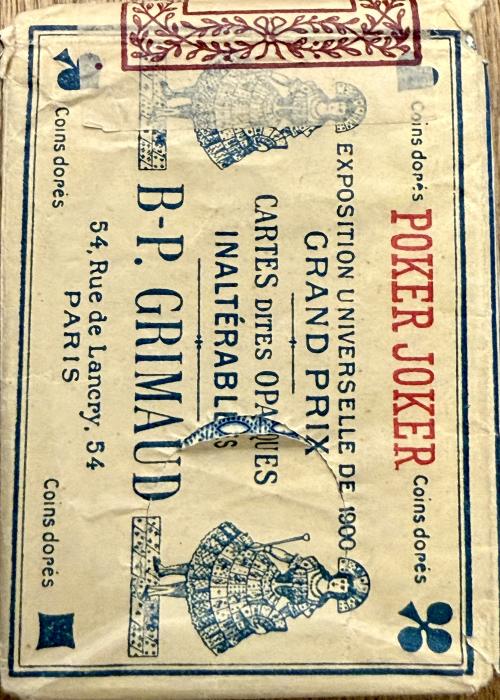 Coins dorés POKER JOKER Coins dorés
EXPOSITION UNIVERSELLE DE 1900
GRAND PRIX
CARTES DITES OPAQUES
INALTÉRABLES
B-P. GRIMAUD
54, Rue de Lancry. 54
PARIS
Coins dorés Coins dorés